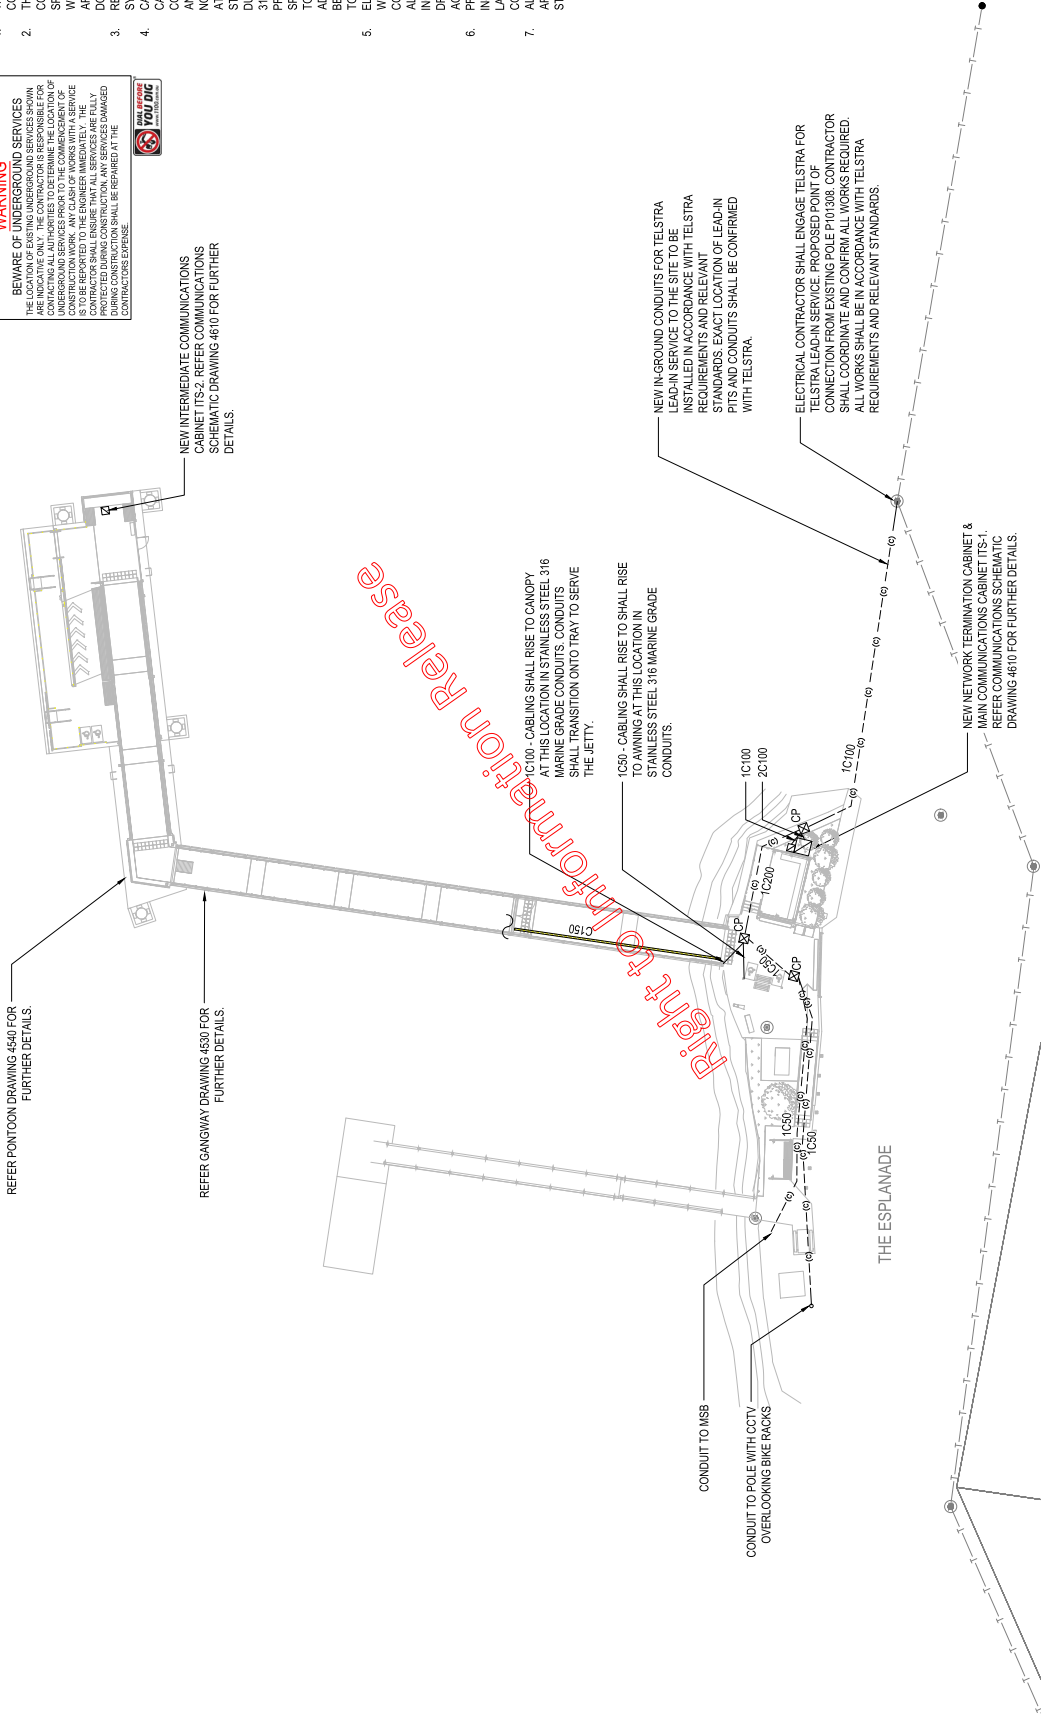 WARNING
BEWARE OF UNDERGROUND SERVICES
THE LOCATION OF EXISTING UNDERGROUND SERVICES SHOWN
ARE INDICATIVE ONLY. THE CONTRACTOR IS RESPONSIBLE FOR
CONTACTING ALL AUTHORITIES TO DETERMINE THE LOCATION OF
UNDERGROUND SERVICES PRIOR TO THE COMMENCEMENT OF
CONSTRUCTION WORK. ANY CLASH OF WORKS WITH A SERVICE
IS TO BE REPORTED TO THE ENGINEER IMMEDIATELY. THE
CONTRACTOR SHALL ENSURE THAT ALL SERVICES ARE FULLY
PROTECTED DURING CONSTRUCTION. ANY SERVICES DAMAGED
DURING CONSTRUCTION SHALL BE REPAIRED AT THE
CONTRACTORS EXPENSE.
DIAL BEFORE
YOU DIG
www.1100.com.au
2.
3.
4.
5.
6.
7.
NEW INTERMEDIATE COMMUNICATIONS
CABINET ITS-2. REFER COMMUNICATIONS
SCHEMATIC DRAWING 4610 FOR FURTHER
DETAILS.
REFER PONTOON DRAWING 4540 FOR
FURTHER DETAILS.
REFER GANGWAY DRAWING 4530 FOR
FURTHER DETAILS.
1C100 - CABLING SHALL RISE TO CANOPY
AT THIS LOCATION IN STAINLESS STEEL 316
MARINE GRADE CONDUITS. CONDUITS
SHALL TRANSITION ONTO TRAY TO SERVE
THE JETTY.
1C50 - CABLING SHALL RISE TO SHALL RISE
TO AWNING AT THIS LOCATION IN
STAINLESS STEEL 316 MARINE GRADE
CONDUITS.
NEW IN-GROUND CONDUITS FOR TELSTRA
LEAD-IN SERVICE TO THE SITE TO BE
INSTALLED IN ACCORDANCE WITH TELSTRA
REQUIREMENTS AND RELEVANT
STANDARDS. EXACT LOCATION OF LEAD-IN
PITS AND CONDUITS SHALL BE CONFIRMED
WITH TELSTRA.
ELECTRICAL CONTRACTOR SHALL ENGAGE TELSTRA FOR
TELSTRA LEAD-IN SERVICE. PROPOSED POINT OF
CONNECTION FROM EXISTING POLE P101308. CONTRACTOR
SHALL COORDINATE AND CONFIRM ALL WORKS REQUIRED.
ALL WORKS SHALL BE IN ACCORDANCE WITH TELSTRA
REQUIREMENTS AND RELEVANT STANDARDS.
NEW NETWORK TERMINATION CABINET &
MAIN COMMUNICATIONS CABINET ITS-1.
REFER COMMUNICATIONS SCHEMATIC
DRAWING 4610 FOR FURTHER DETAILS.
1C100
2C100
1C100
C150
1C200
CP
CP
CP
1C50
1C50
1C50
CONDUIT TO MSB
CONDUIT TO POLE WITH CCTV
OVERLOOKING BIKE RACKS
THE ESPLANADE
Right to Information Release